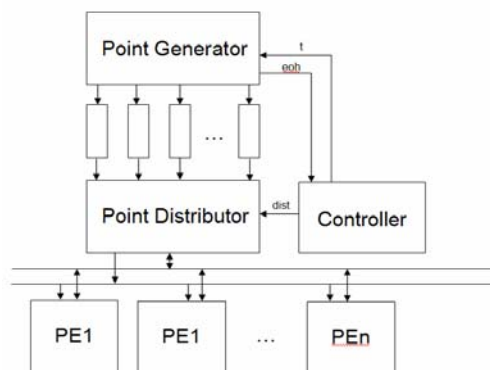 Point Generator
t
eoh
...
Point Distributor
dist
Controller
PE1
PE1
...
PEn